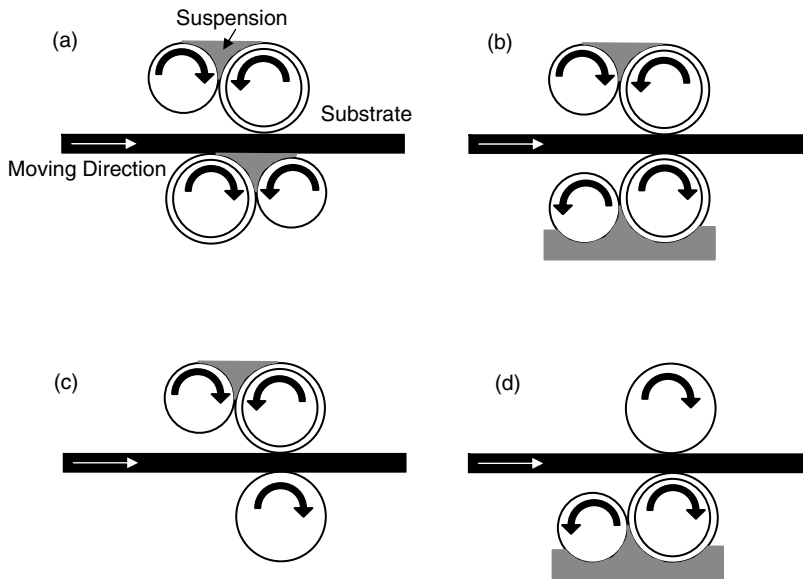 Suspension
(a)
(b)
Substrate
Moving Direction
(c)
(d)